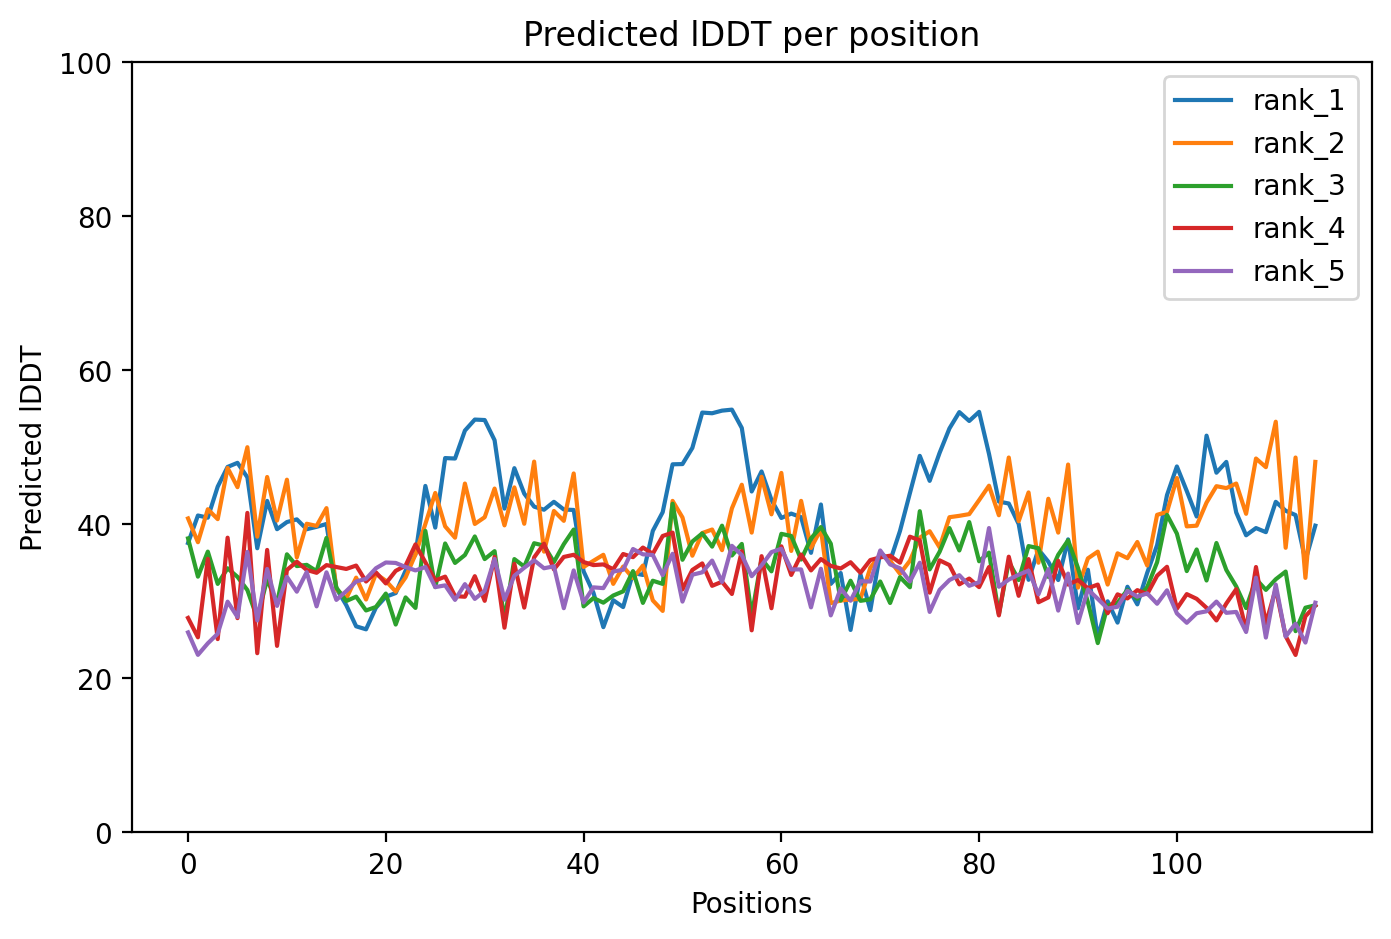 Predicted lDDT per position
100
80
60
40
20
0
Predicted lDDT
0 20 40 60 80 100
Positions
rank_1
rank_2
rank_3
rank_4
rank_5